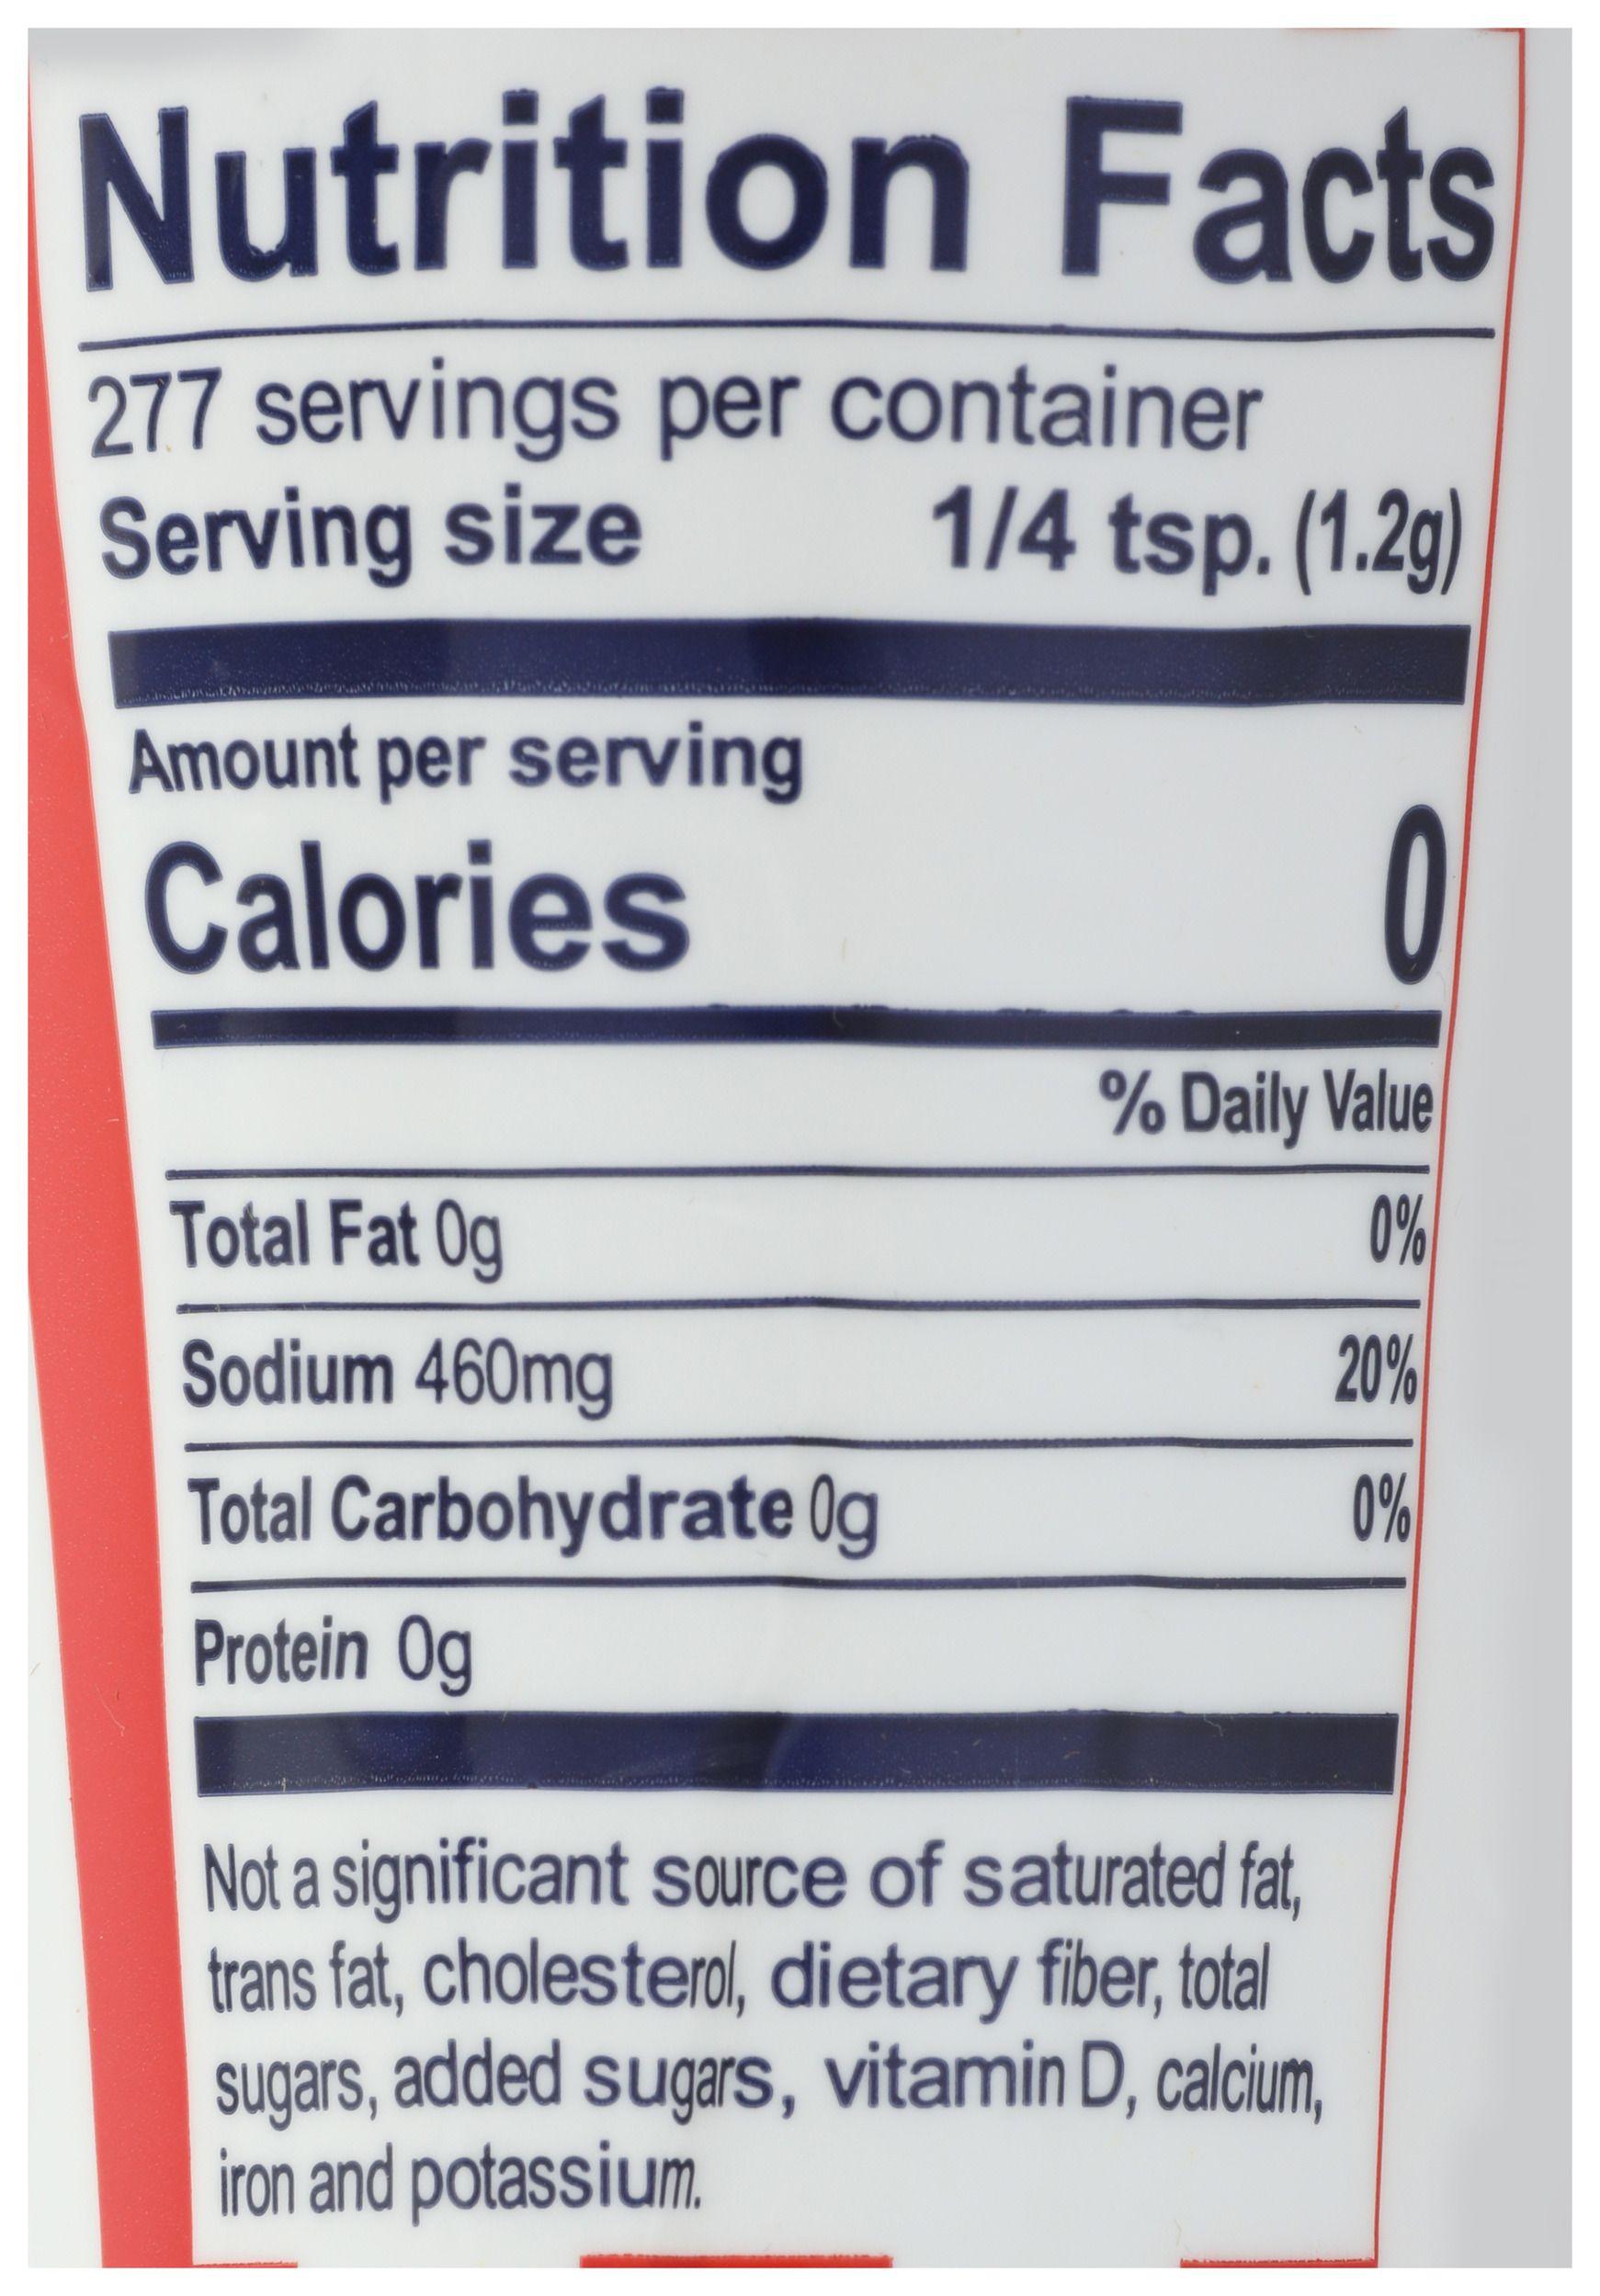 Nutrition Facts
277 servings per container
Serving size 1/4 tsp. (1.2g)
Amount per serving
Calories 0
% Daily Value
Total Fat 0g 0%
Sodium 460mg 20%
Total Carbohydrate 0g 0%
Protein 0g
Not a significant source of saturated fat,
trans fat, cholesterol, dietary fiber, total
sugars, added sugars, vitamin D, calcium,
iron and potassium.